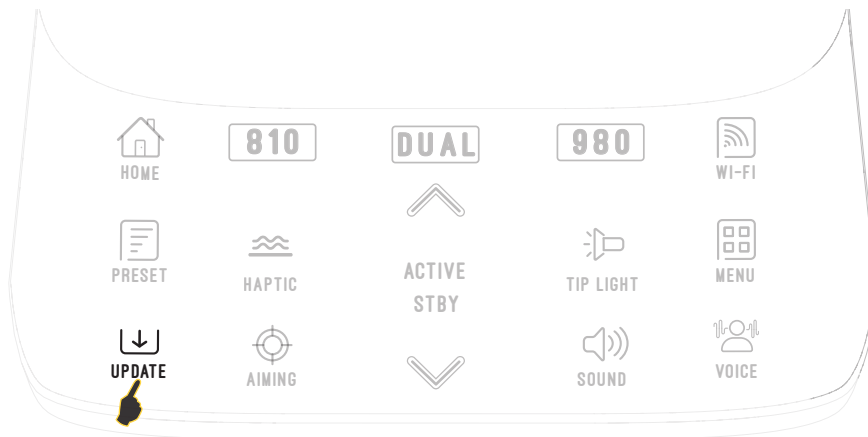 810 DUAL 980
HOME WI-FI
PRESET HAPTIC ACTIVE TIP LIGHT MENU
STBY
UPDATE AIMING SOUND VOICE